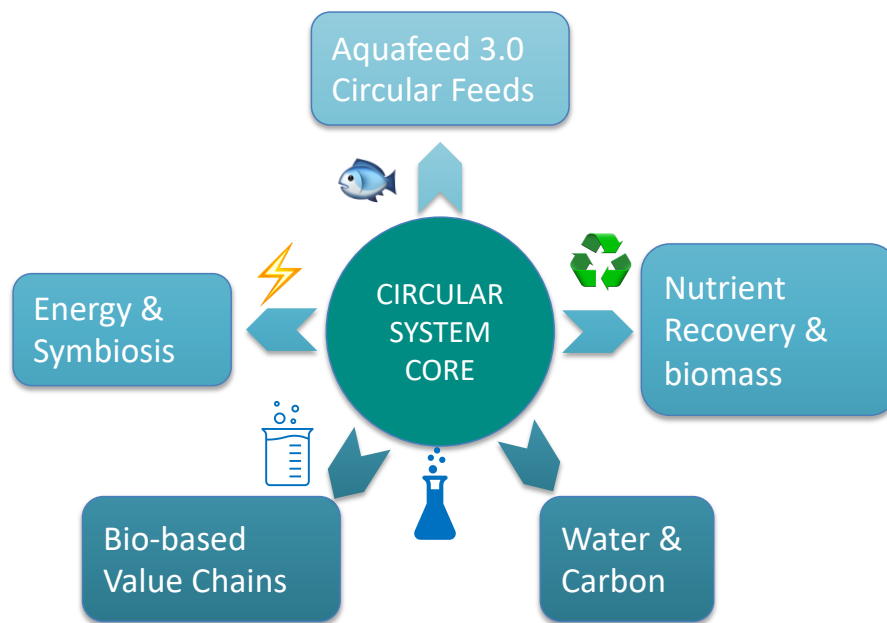 Aquafeed 3.0
Circular Feeds
Energy &
Symbiosis
CIRCULAR
SYSTEM
CORE
Nutrient
Recovery &
biomass
Bio-based
Value Chains
Water &
Carbon